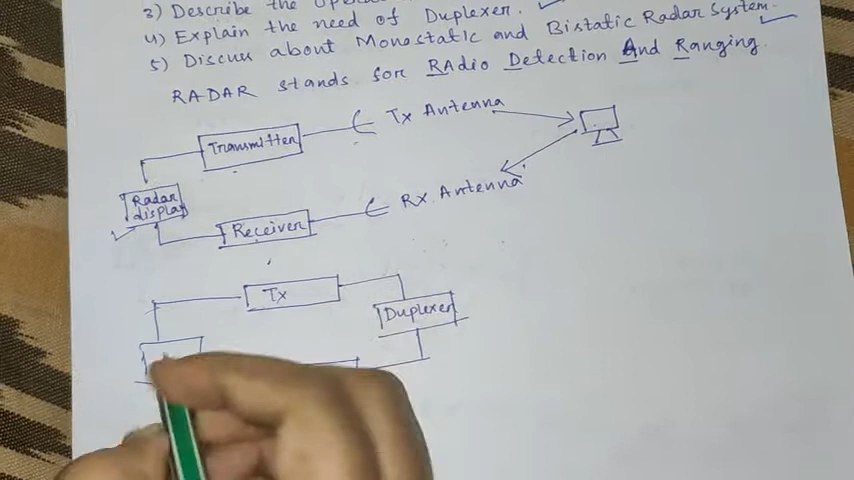 3) Describe the
4) Explain the need of Duplexer.
5) Discuss about Monostatic and Bistatic Radar System.
RADAR stands for RAdio Detection And Ranging.
Transmitter
Tx Antenna
Radar display
Receiver
Rx Antenna
Tx
Duplexer